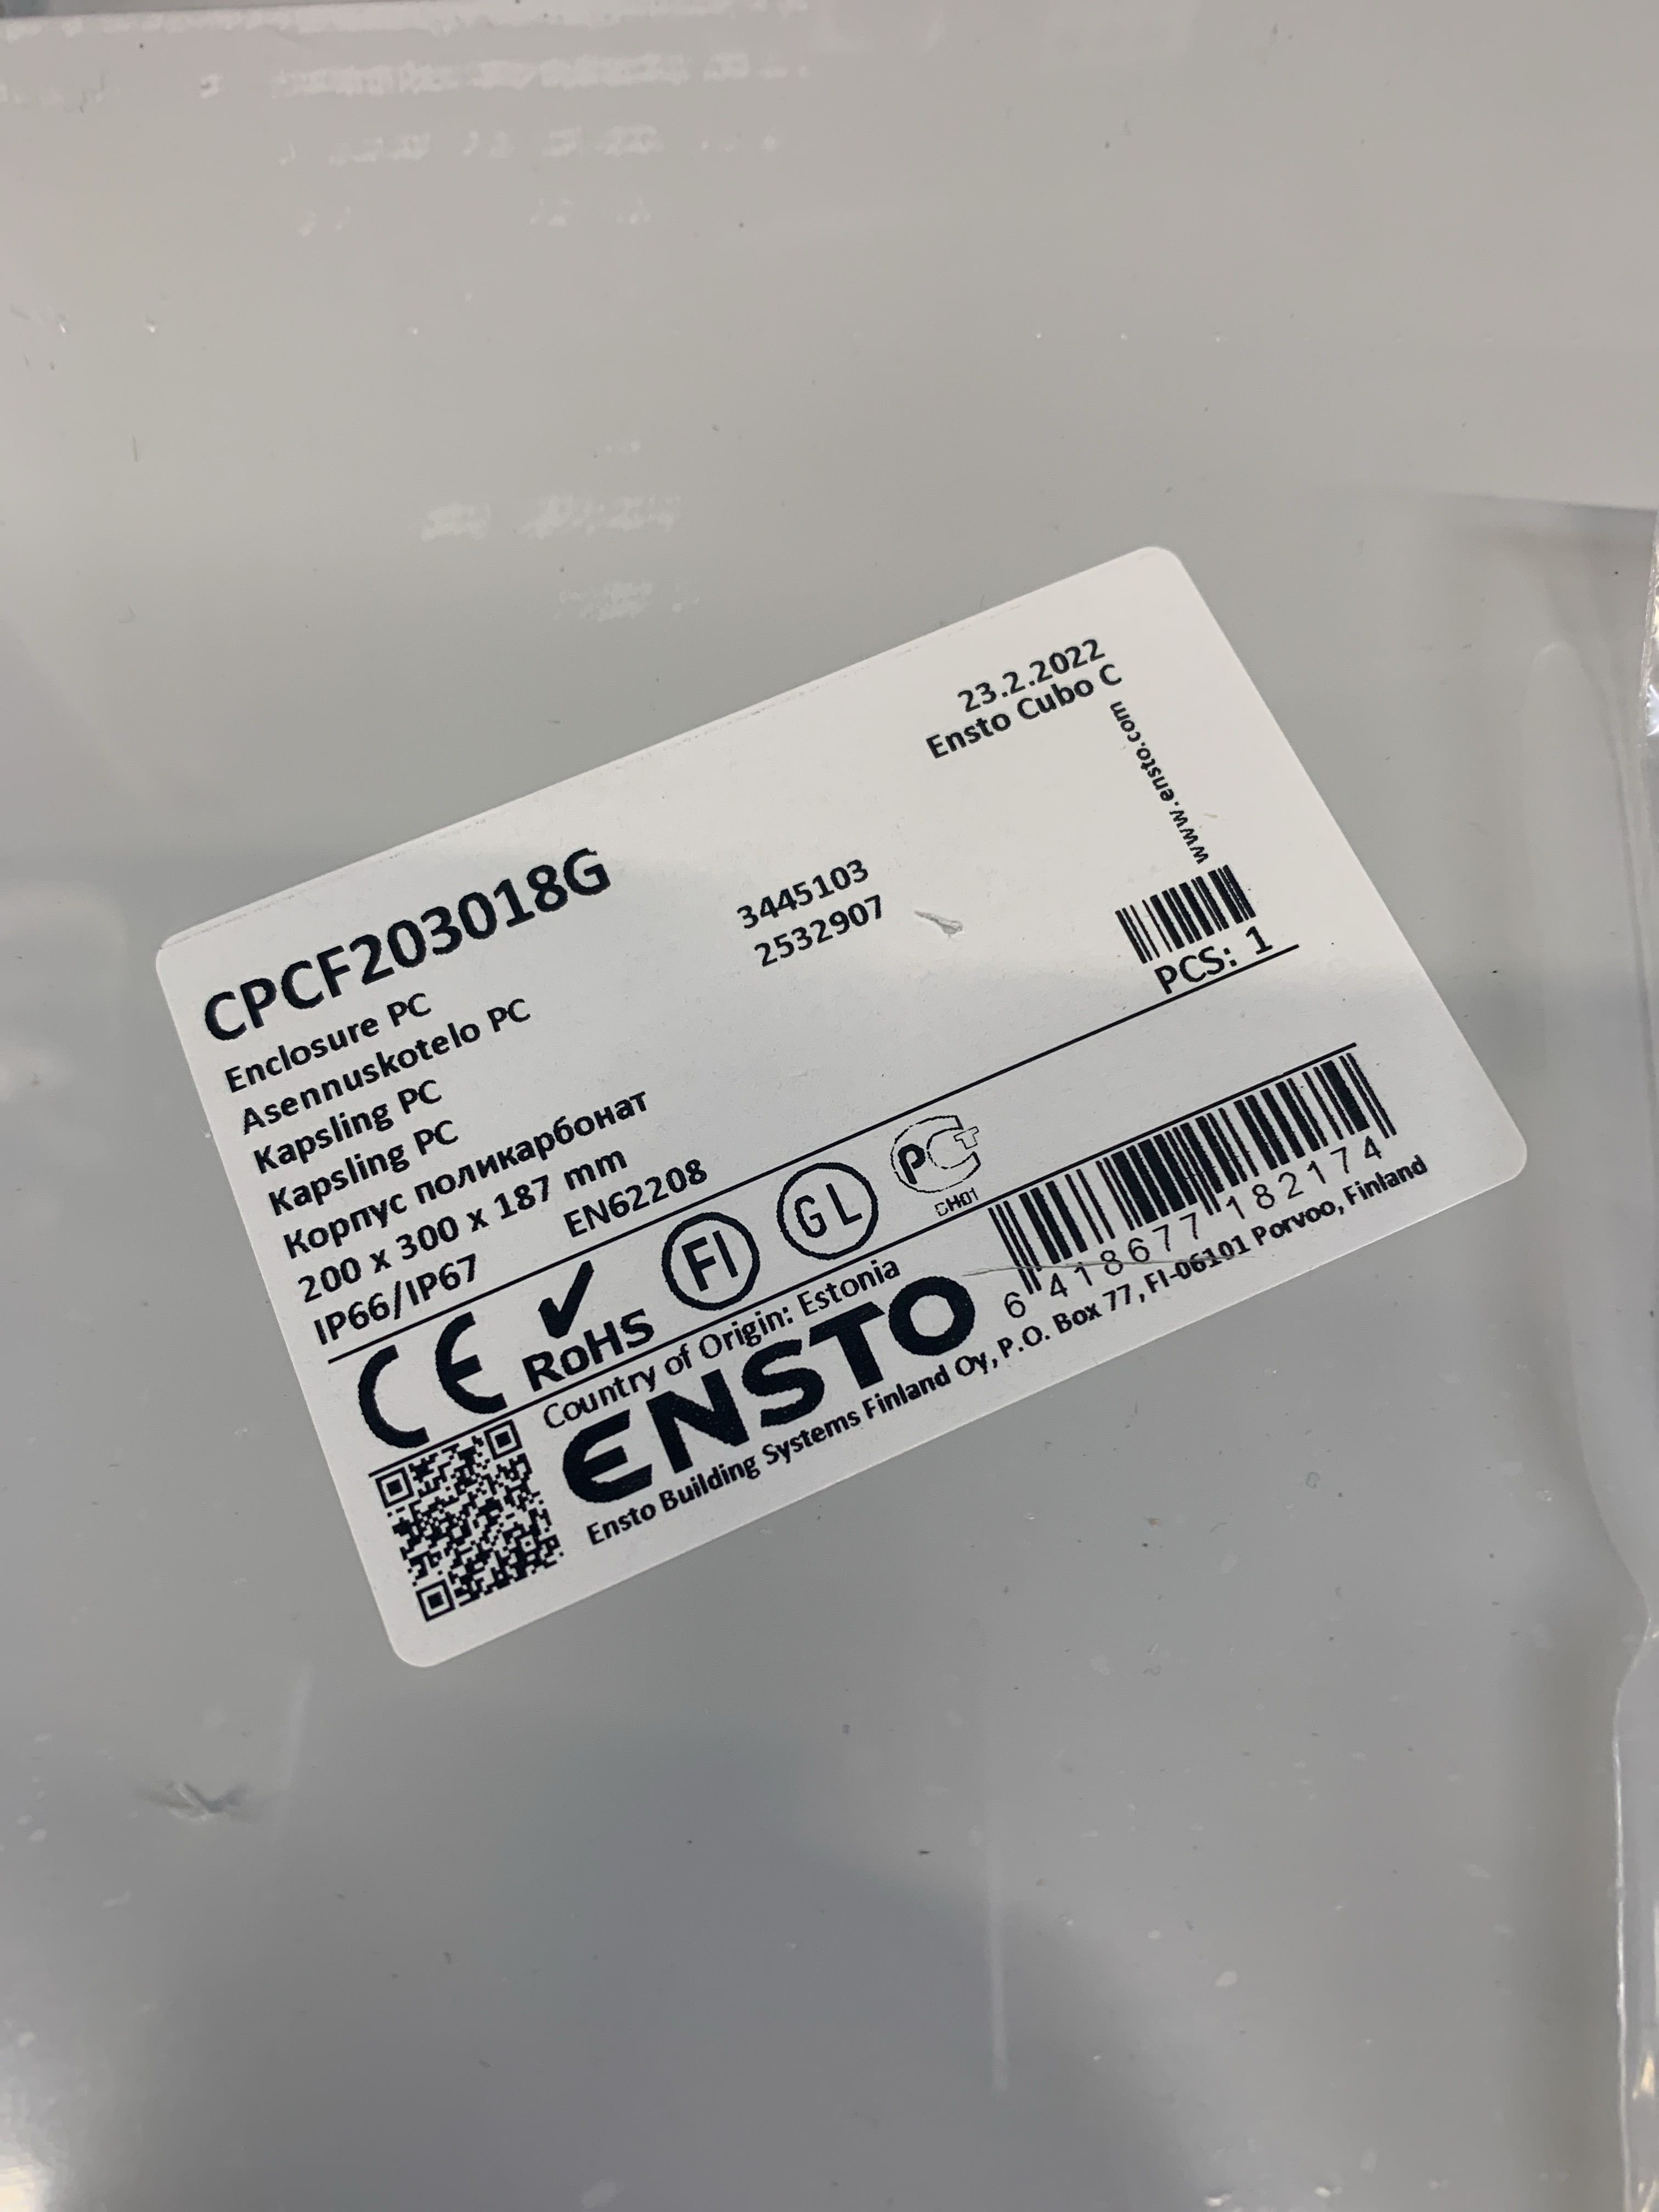 23.2.2022
Ensto Cubo C
www.ensto.com
CPCF203018G
3445103
2532907
Enclosure PC
Asennuskotelo PC
Kapsling PC
Kapsling PC
Корпус поликарбонат
200 x 300 x 187 mm
IP66/IP67 EN62208
PCS: 1
CE RoHS FI GL PCT
CH01
Country of Origin: Estonia
ENSTO
6 418677 182174
Ensto Building Systems Finland Oy, P.O. Box 77, FI-06101 Porvoo, Finland